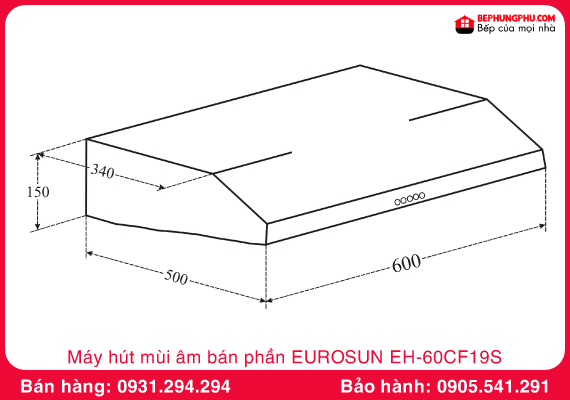 BEPHUNGPHU.COM
Bếp của mọi nhà
340
150
500
600
Máy hút mùi âm bán phần EUROSUN EH-60CF19S
Bán hàng: 0931.294.294
Bảo hành: 0905.541.291